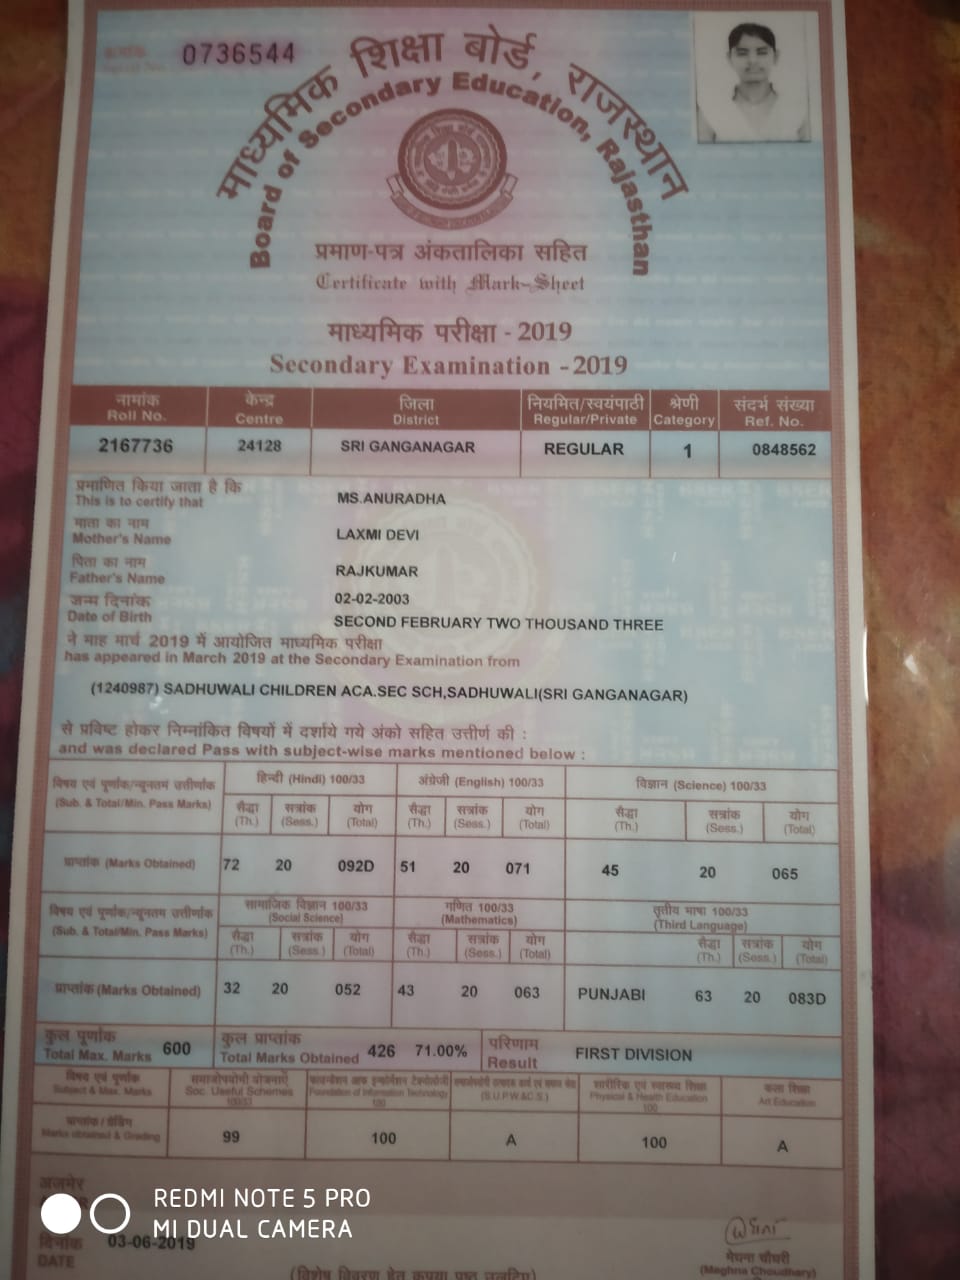 क्रमांक 0736544
माध्यमिक शिक्षा बोर्ड, राजस्थान
Board of Secondary Education, Rajasthan
प्रमाण-पत्र अंकतालिका सहित
Certificate with Mark-Sheet
माध्यमिक परीक्षा - 2019
Secondary Examination - 2019
नामांक केन्द्र जिला नियमित/स्वयंपाठी श्रेणी संदर्भ संख्या
Roll No. Centre District Regular/Private Category Ref. No.
2167736 24128 SRI GANGANAGAR REGULAR 1 0848562
प्रमाणित किया जाता है कि
This is to certify that MS.ANURADHA
माता का नाम
Mother's Name LAXMI DEVI
पिता का नाम
Father's Name RAJKUMAR
जन्म दिनांक 02-02-2003
Date of Birth SECOND FEBRUARY TWO THOUSAND THREE
ने माह मार्च 2019 में आयोजित माध्यमिक परीक्षा
has appeared in March 2019 at the Secondary Examination from
(1240987) SADHUWALI CHILDREN ACA.SEC SCH,SADHUWALI(SRI GANGANAGAR)
से प्रविष्ट होकर निम्नांकित विषयों में दर्शाये गये अंको सहित उत्तीर्ण की :
and was declared Pass with subject-wise marks mentioned below :
विषय एवं पूर्णांक/न्यूनतम उत्तीर्णांक हिन्दी (Hindi) 100/33 अंग्रेजी (English) 100/33 विज्ञान (Science) 100/33
(Sub. & Total/Min. Pass Marks) सैद्धा सत्रांक योग सैद्धा सत्रांक योग सैद्धा सत्रांक योग
(Th.) (Sess.) (Total) (Th.) (Sess.) (Total) (Th.) (Sess.) (Total)
प्राप्तांक (Marks Obtained) 72 20 092D 51 20 071 45 20 065
विषय एवं पूर्णांक/न्यूनतम उत्तीर्णांक सामाजिक विज्ञान 100/33 गणित 100/33 तृतीय भाषा 100/33
(Sub. & Total/Min. Pass Marks) (Social Science) (Mathematics) (Third Language)
सैद्धा सत्रांक योग सैद्धा सत्रांक योग सैद्धा सत्रांक योग
(Th.) (Sess.) (Total) (Th.) (Sess.) (Total) (Th.) (Sess.) (Total)
प्राप्तांक (Marks Obtained) 32 20 052 43 20 063 PUNJABI 63 20 083D
कुल पूर्णांक कुल प्राप्तांक परिणाम
Total Max. Marks 600 Total Marks Obtained 426 71.00% Result FIRST DIVISION
विषय एवं पूर्णांक समाजोपयोगी योजनाऐं फाउन्डेशन ऑफ इन्फोर्मेशन टेक्नोलोजी शारीरिक एवं स्वास्थ्य शिक्षा कला शिक्षा
Subject & Max. Marks Soc. Useful Schemes Foundation of Information Technology (S.U.P.W.&C.S.) Physical & Health Education Art Education
100/33 100 100
प्राप्तांक / ग्रेडिंग
Marks obtained & Grading 99 100 A 100 A
अजमेर
REDMI NOTE 5 PRO
MI DUAL CAMERA
दिनांक 03-06-2019
DATE
मेघना चौधरी
(Meghna Choudhary)